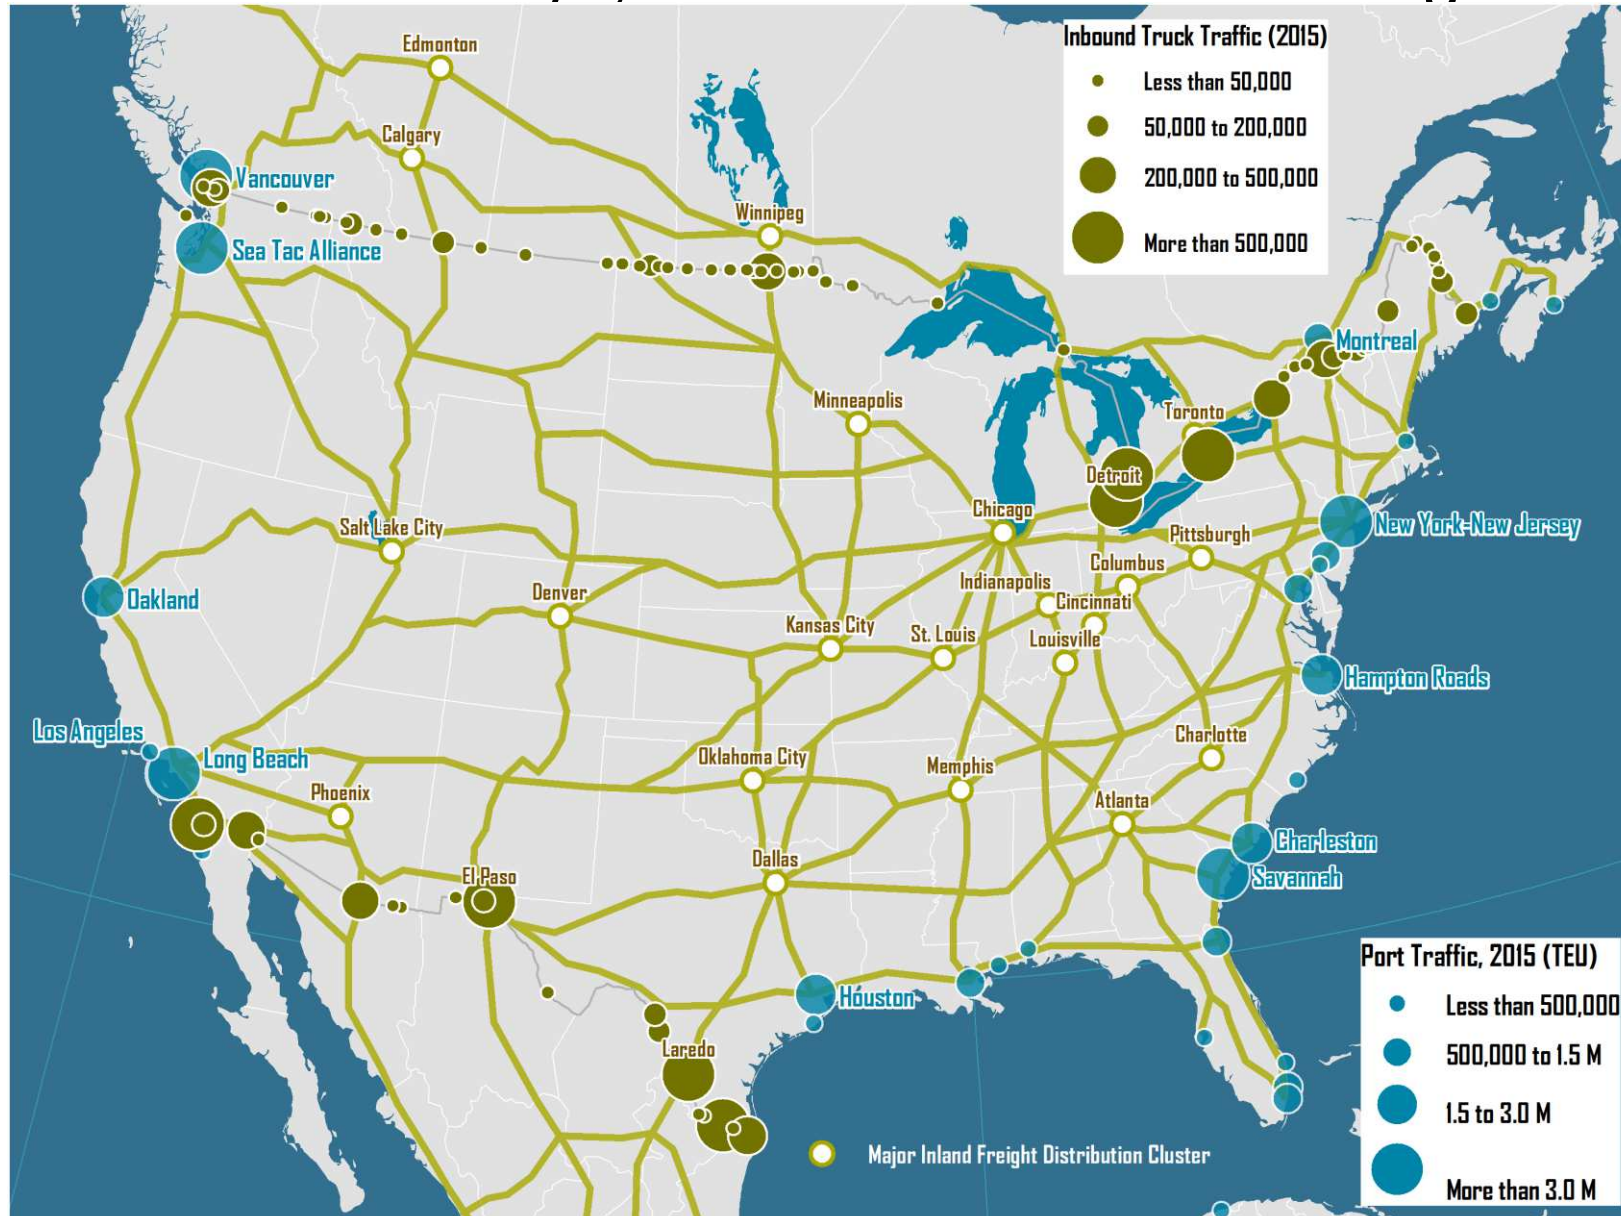 Inbound Truck Traffic (2015)
Less than 50,000
50,000 to 200,000
200,000 to 500,000
More than 500,000
Edmonton
Calgary
Vancouver
Winnipeg
Sea Tac Alliance
Montreal
Minneapolis
Toronto
Detroit
Chicago
Salt Lake City
New York-New Jersey
Pittsburgh
Columbus
Indianapolis
Denver
Oakland
Cincinnati
Kansas City
St. Louis
Louisville
Hampton Roads
Los Angeles
Long Beach
Charlotte
Oklahoma City
Memphis
Phoenix
Atlanta
Charleston
Dallas
El Paso
Savannah
Houston
Laredo
Major Inland Freight Distribution Cluster
Port Traffic, 2015 (TEU)
Less than 500,000
500,000 to 1.5 M
1.5 to 3.0 M
More than 3.0 M